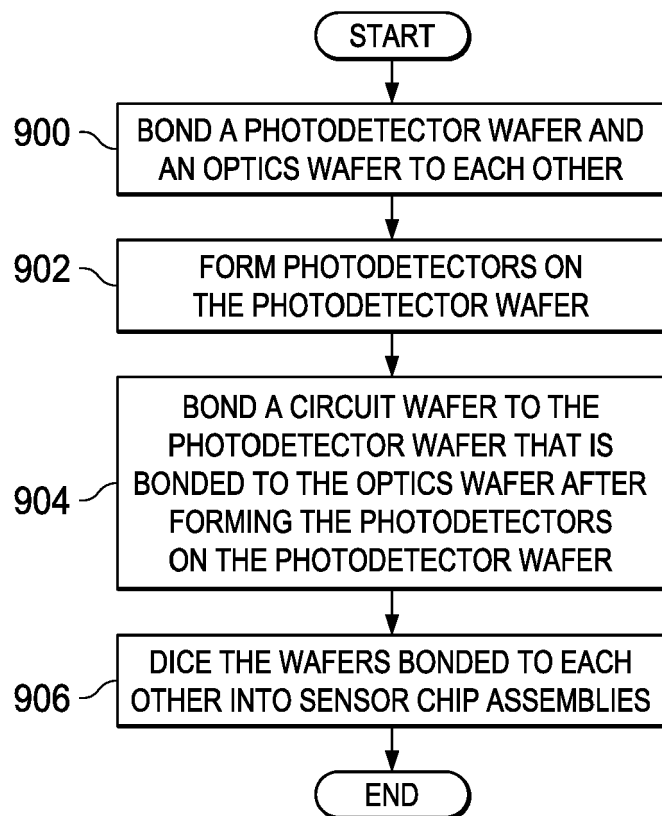 START
900
BOND A PHOTODETECTOR WAFER AND
AN OPTICS WAFER TO EACH OTHER
902
FORM PHOTODETECTORS ON
THE PHOTODETECTOR WAFER
904
BOND A CIRCUIT WAFER TO THE
PHOTODETECTOR WAFER THAT IS
BONDED TO THE OPTICS WAFER AFTER
FORMING THE PHOTODETECTORS
ON THE PHOTODETECTOR WAFER
906
DICE THE WAFERS BONDED TO EACH
OTHER INTO SENSOR CHIP ASSEMBLIES
END